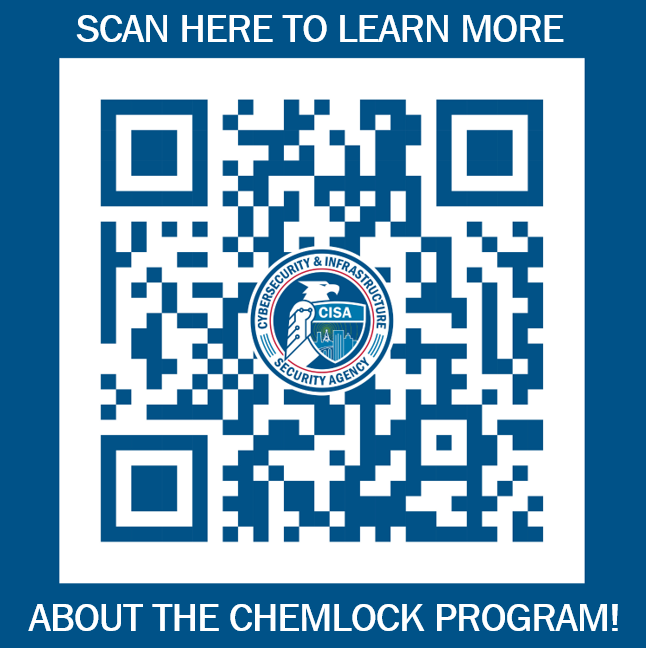 SCAN HERE TO LEARN MORE
CYBERSECURITY & INFRASTRUCTURE
CISA
SECURITY AGENCY
ABOUT THE CHEMLOCK PROGRAM!